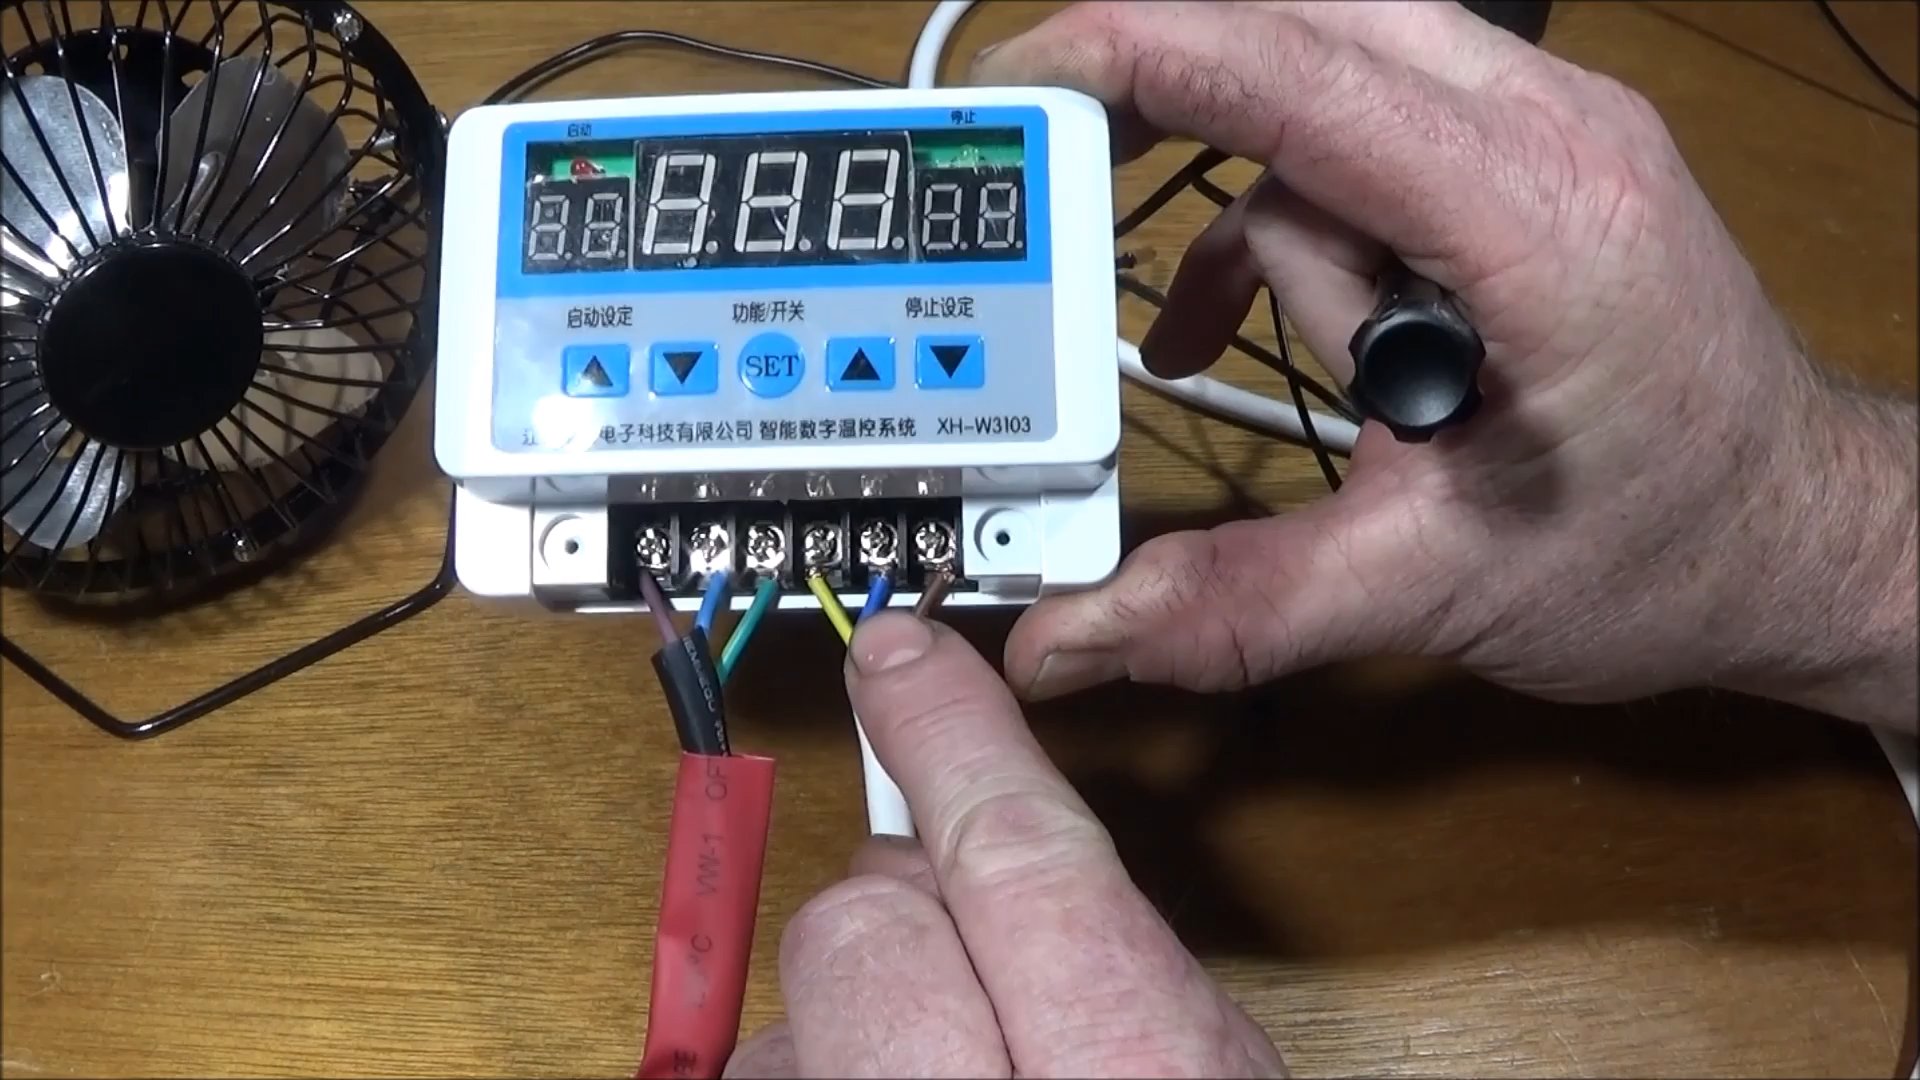 启动 停止
启动设定 功能/开关 停止设定
SET
电子科技有限公司 智能数字温控系统 XH-W3103
VW-1